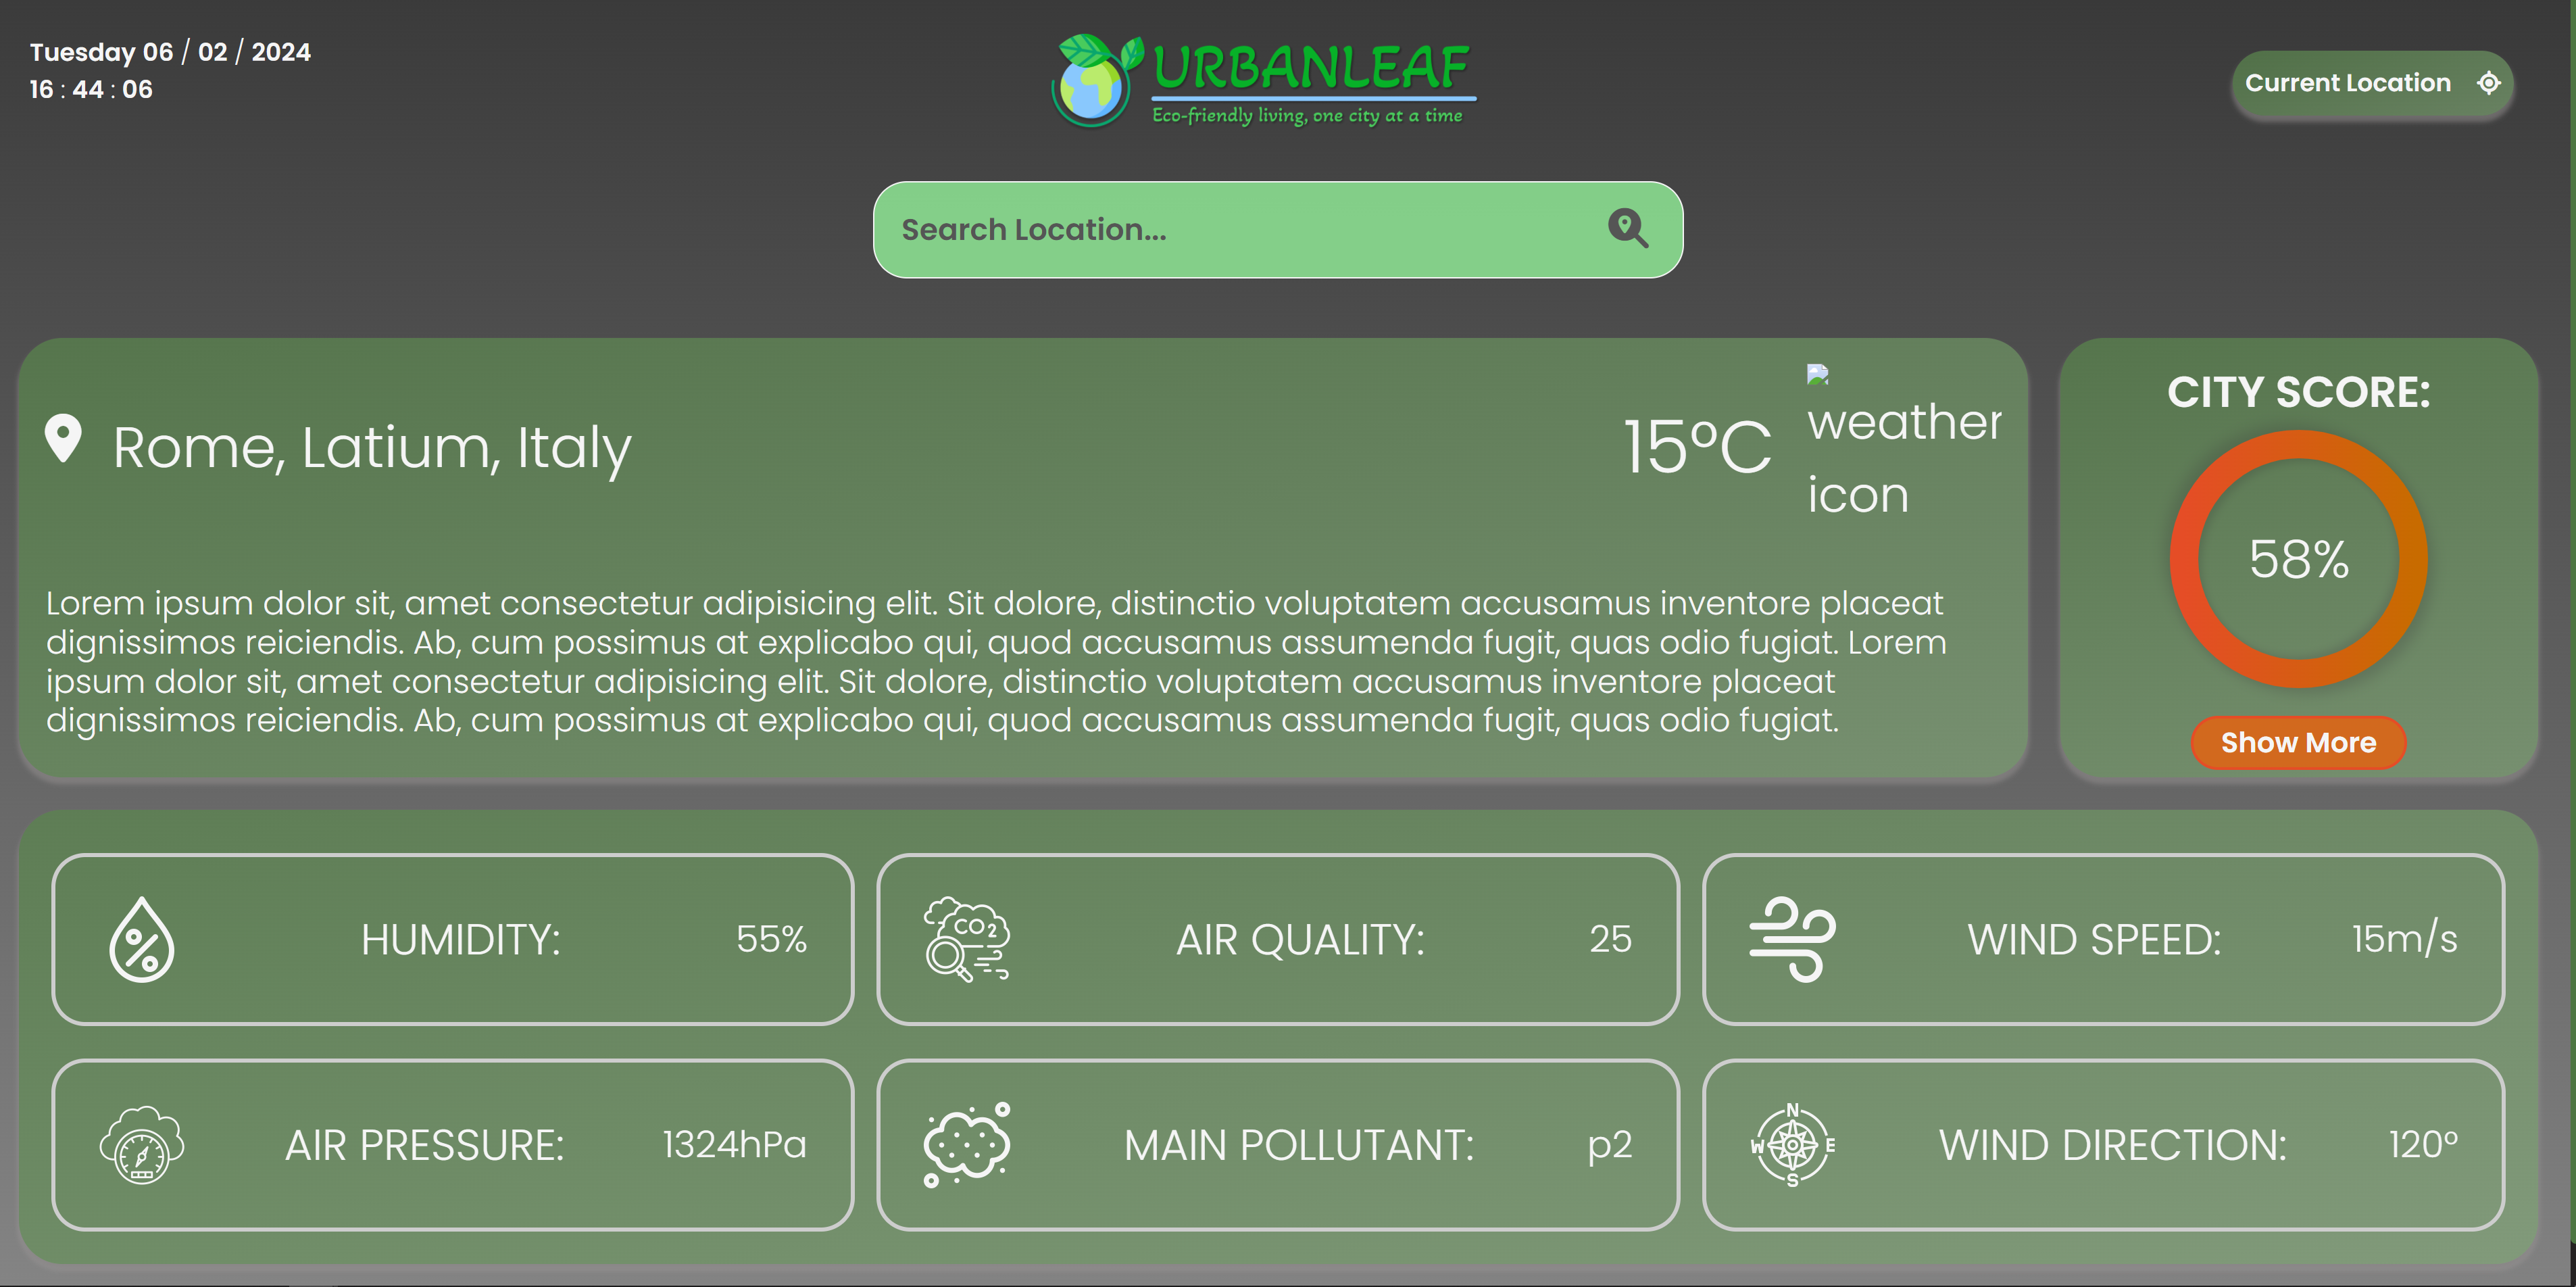 Tuesday 06 / 02 / 2024
16 : 44 : 06
URBANLEAF
Eco-friendly living, one city at a time
Current Location
Search Location...
Rome, Latium, Italy
15°C
weather
icon
Lorem ipsum dolor sit, amet consectetur adipisicing elit. Sit dolore, distinctio voluptatem accusamus inventore placeat
dignissimos reiciendis. Ab, cum possimus at explicabo qui, quod accusamus assumenda fugit, quas odio fugiat. Lorem
ipsum dolor sit, amet consectetur adipisicing elit. Sit dolore, distinctio voluptatem accusamus inventore placeat
dignissimos reiciendis. Ab, cum possimus at explicabo qui, quod accusamus assumenda fugit, quas odio fugiat.
CITY SCORE:
58%
Show More
HUMIDITY: 55%
CO2
AIR QUALITY: 25
WIND SPEED: 15m/s
AIR PRESSURE: 1324hPa
MAIN POLLUTANT: p2
N
W E
S
WIND DIRECTION: 120°